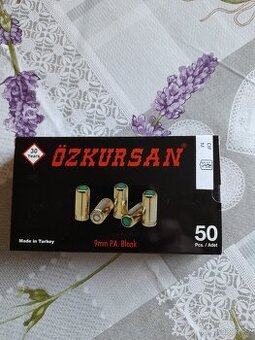 30
Years
ÖZKURSAN
9mm P.A. Blank
Made in Turkey
50
Pcs. / Adet